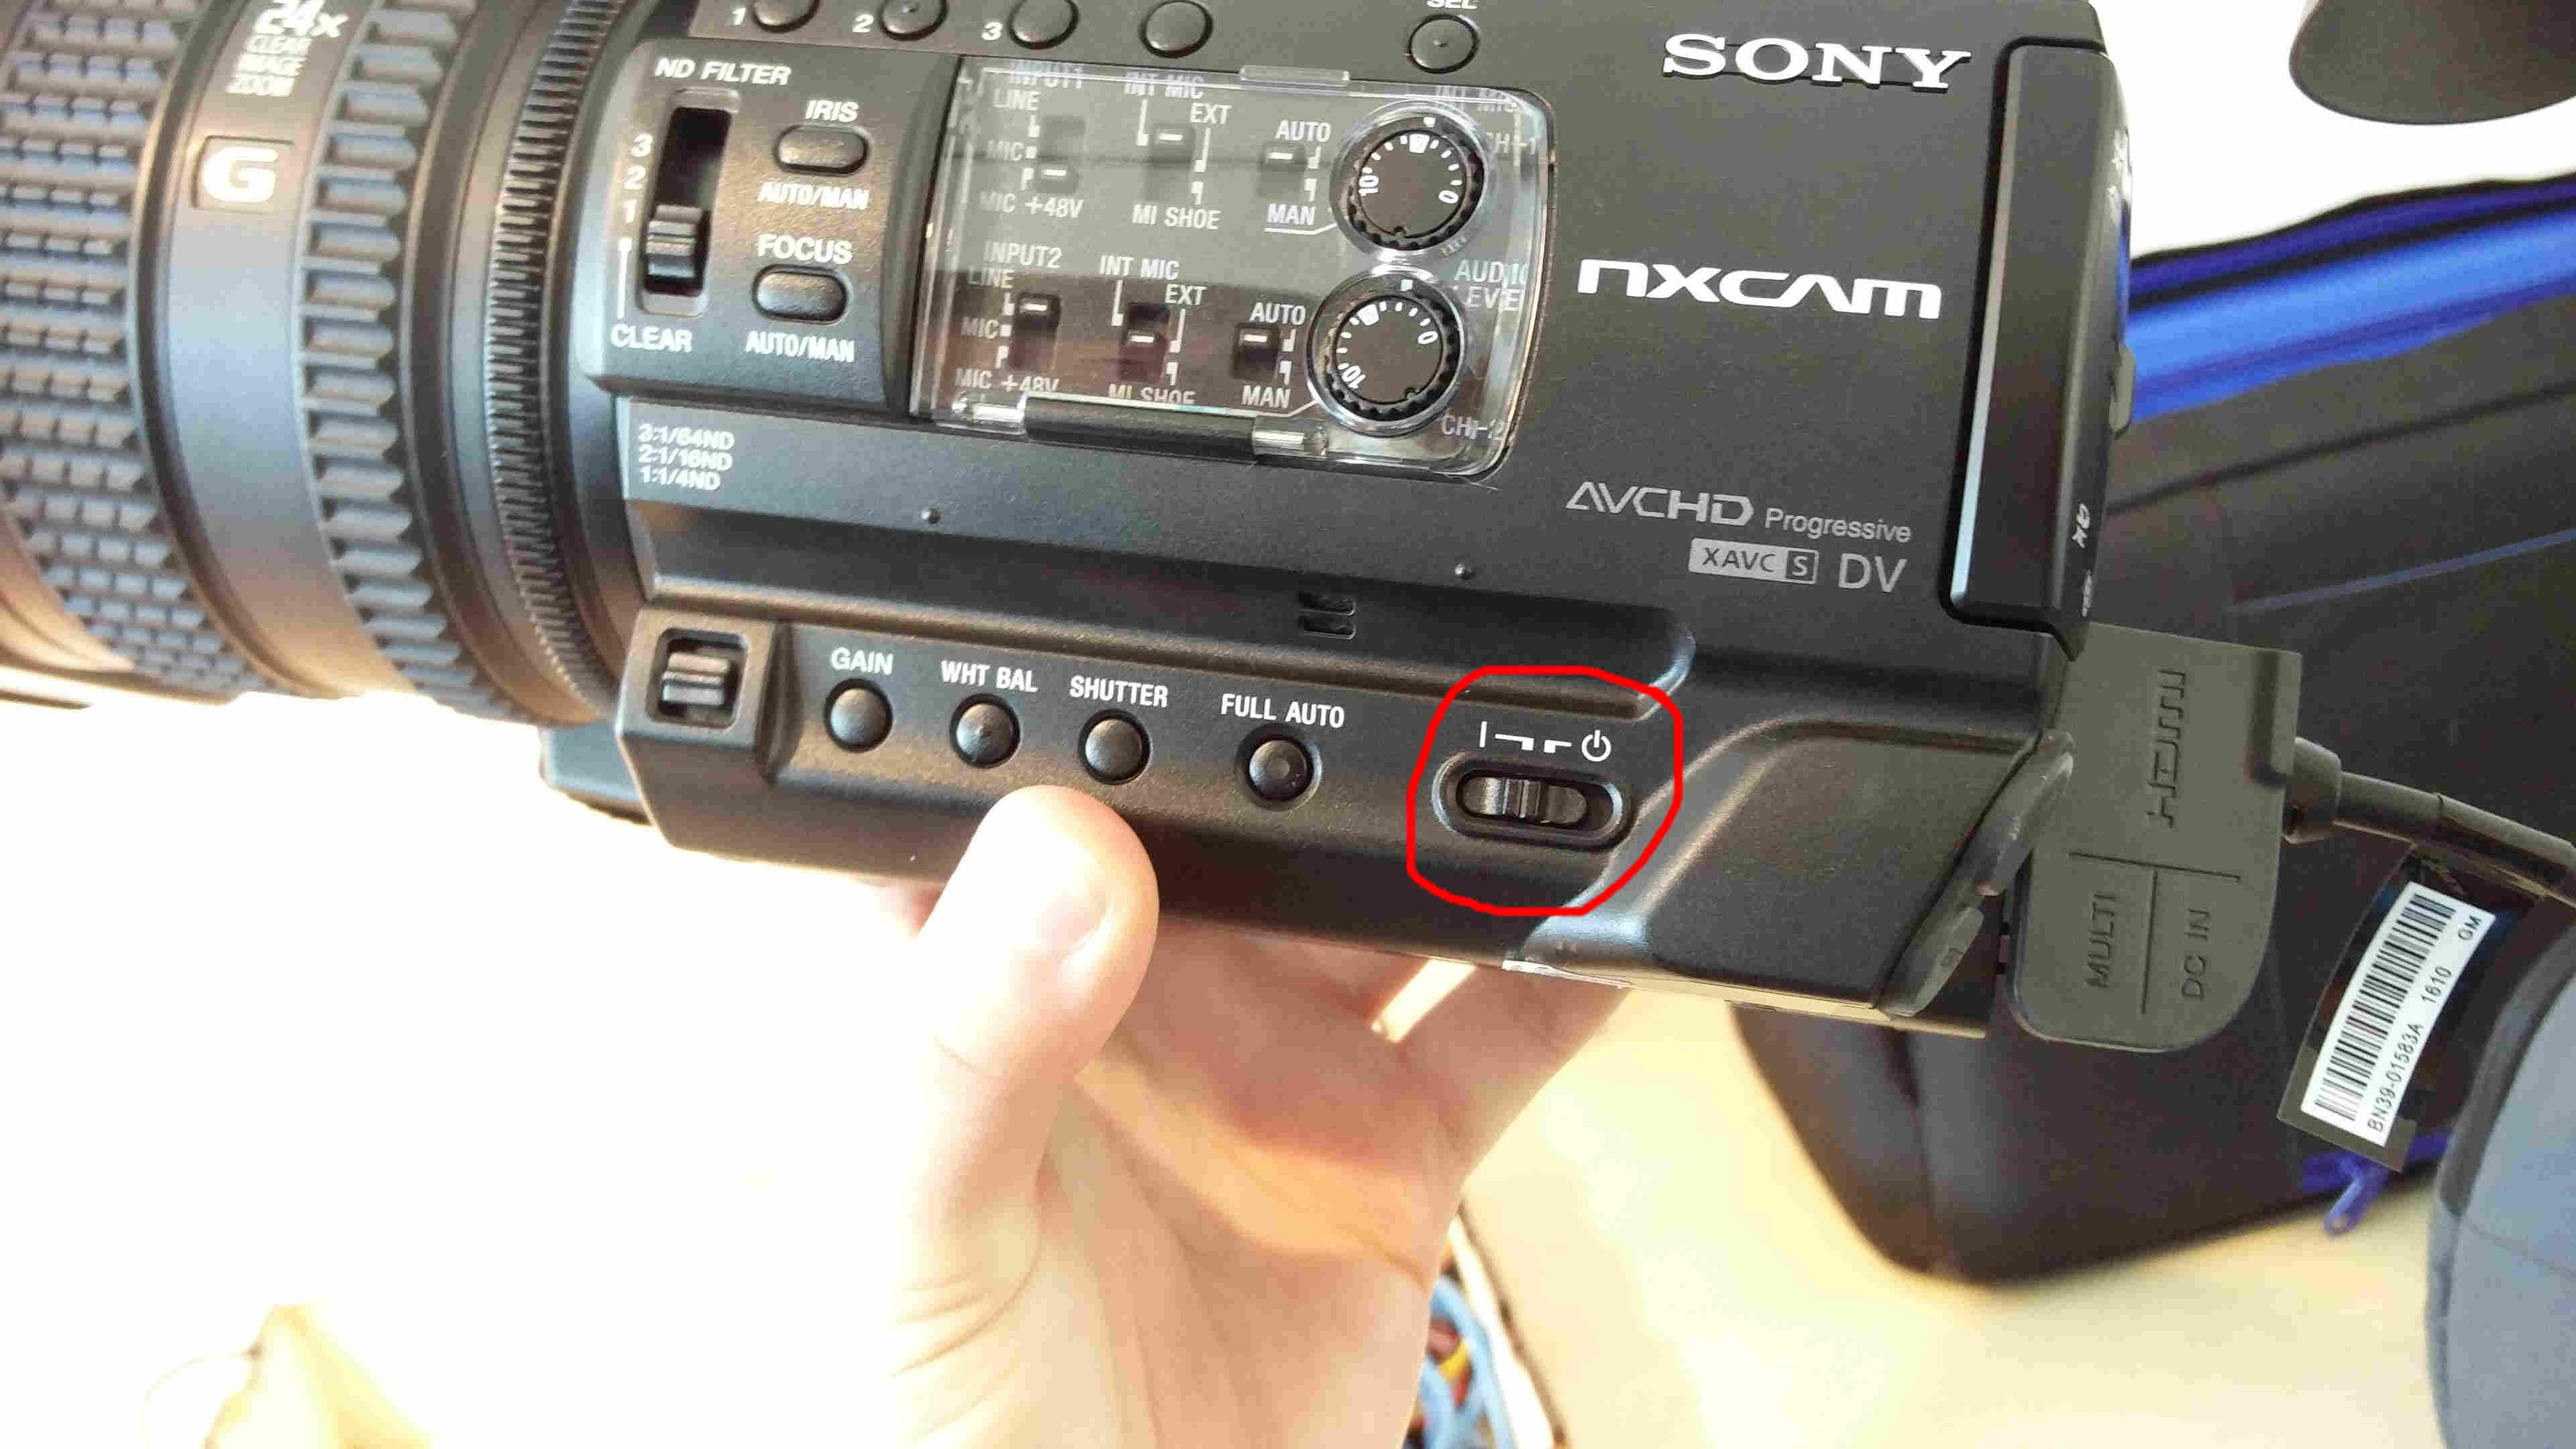 24x
CLEAR
IMAGE
ZOOM
G
1
2
3
SEL
SONY
ND FILTER
3
2
1
CLEAR
IRIS
AUTO/MAN
FOCUS
AUTO/MAN
INPUT1
LINE
MIC
MIC +48V
INT MIC
EXT
MI SHOE
AUTO
MAN
10
0
CH-1
INPUT2
LINE
MIC
MIC +48V
INT MIC
EXT
MI SHOE
AUTO
MAN
10
0
AUDIO
LEVEL
CH-2
NXCAM
3:1/64ND
2:1/16ND
1:1/4ND
AVCHD Progressive
XAVC S DV
GAIN
WHT BAL
SHUTTER
FULL AUTO
HDMI
MULTI
DC IN
BN39-01583A 1610 GM